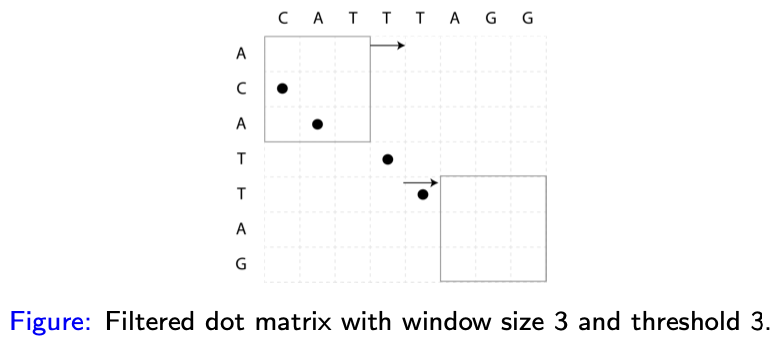 C A T T T A G G
A
C
A
T
T
A
G
Figure: Filtered dot matrix with window size 3 and threshold 3.